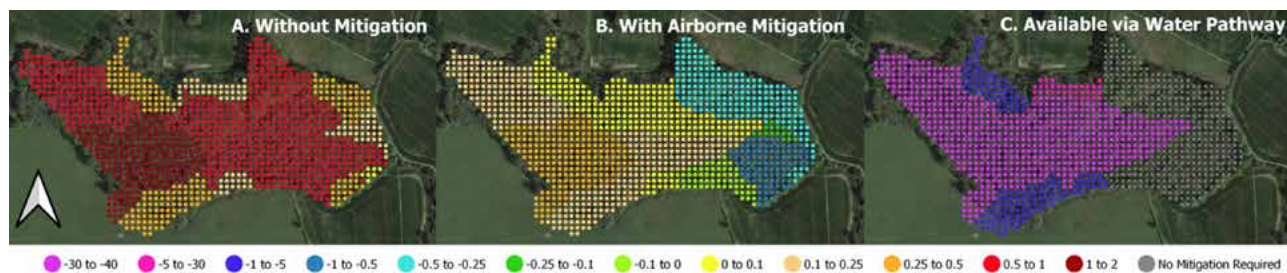 A. Without Mitigation
B. With Airborne Mitigation
C. Available via Water Pathway
-30 to -40
-5 to -30
-1 to -5
-1 to -0.5
-0.5 to -0.25
-0.25 to -0.1
-0.1 to 0
0 to 0.1
0.1 to 0.25
0.25 to 0.5
0.5 to 1
1 to 2
No Mitigation Required